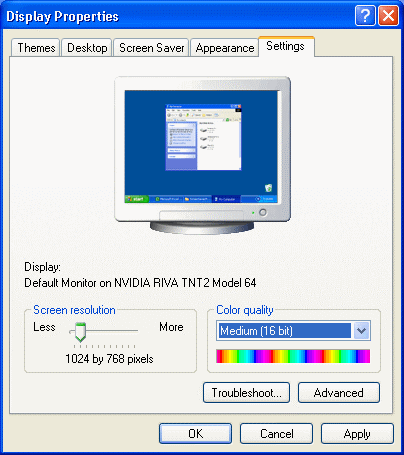 Display Properties
Themes Desktop Screen Saver Appearance Settings
start
Display:
Default Monitor on NVIDIA RIVA TNT2 Model 64
Screen resolution
Less More
1024 by 768 pixels
Color quality
Medium (16 bit)
Troubleshoot... Advanced
OK Cancel Apply